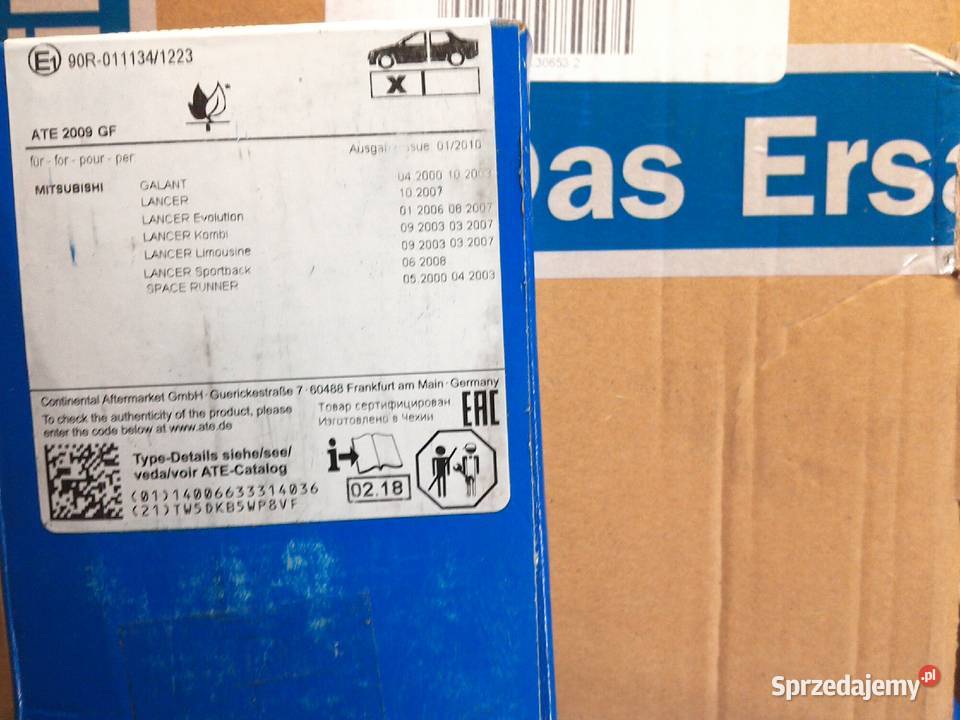 E1 90R-011134/1223
X
ATE 2009 GF
für - for - pour - per
01/2010
MITSUBISHI
GALANT 04.2000 10.2003
LANCER 10.2007
LANCER Evolution 01.2006 08.2007
LANCER Kombi 09.2003 03.2007
LANCER Limousine 09.2003 03.2007
LANCER Sportback 06.2008
SPACE RUNNER 05.2000 04.2003
Continental Aftermarket GmbH · Guerickestraße 7 · 60488 Frankfurt am Main · Germany
To check the authenticity of the product, please
enter the code below at www.ate.de
Товар сертифицирован
Изготовлено в Чехии
EAC
Type-Details siehe/see/
veda/voir ATE-Catalog
(01)14006633314036
(21)TW5DKB5WP8VF
i
02.18
30653 2
Das Ersa
Sprzedajemy.pl